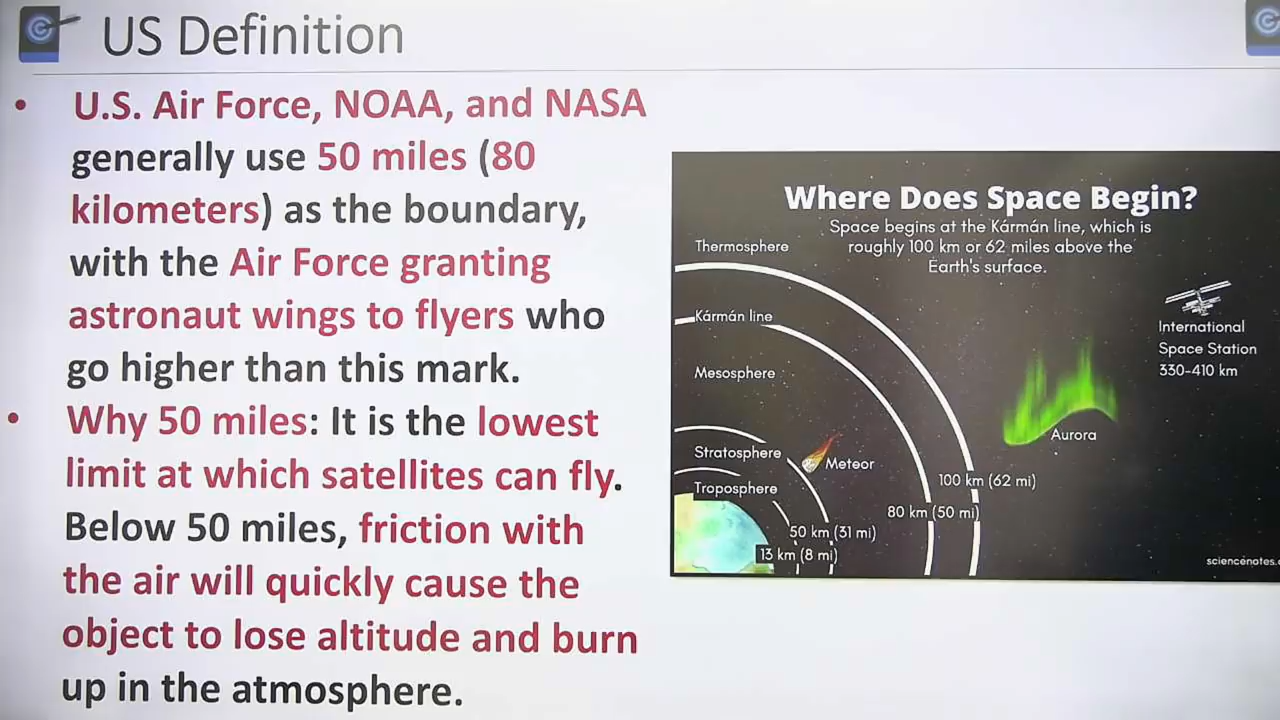 US Definition
• U.S. Air Force, NOAA, and NASA
generally use 50 miles (80
kilometers) as the boundary,
with the Air Force granting
astronaut wings to flyers who
go higher than this mark.
• Why 50 miles: It is the lowest
limit at which satellites can fly.
Below 50 miles, friction with
the air will quickly cause the
object to lose altitude and burn
up in the atmosphere.
Where Does Space Begin?
Space begins at the Kármán line, which is
roughly 100 km or 62 miles above the
Earth's surface.
Thermosphere
Kármán line
Mesosphere
Stratosphere
Troposphere
Meteor
Aurora
International
Space Station
330-410 km
100 km (62 mi)
80 km (50 mi)
50 km (31 mi)
13 km (8 mi)
sciencenotes.